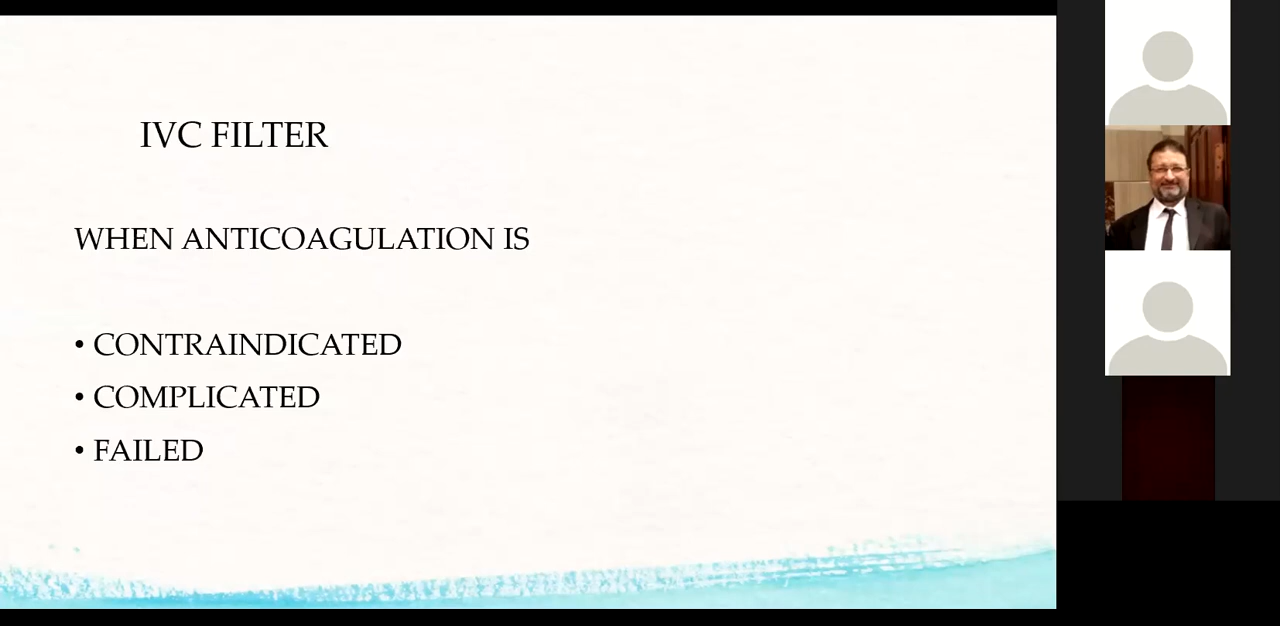 IVC FILTER
WHEN ANTICOAGULATION IS
• CONTRAINDICATED
• COMPLICATED
• FAILED